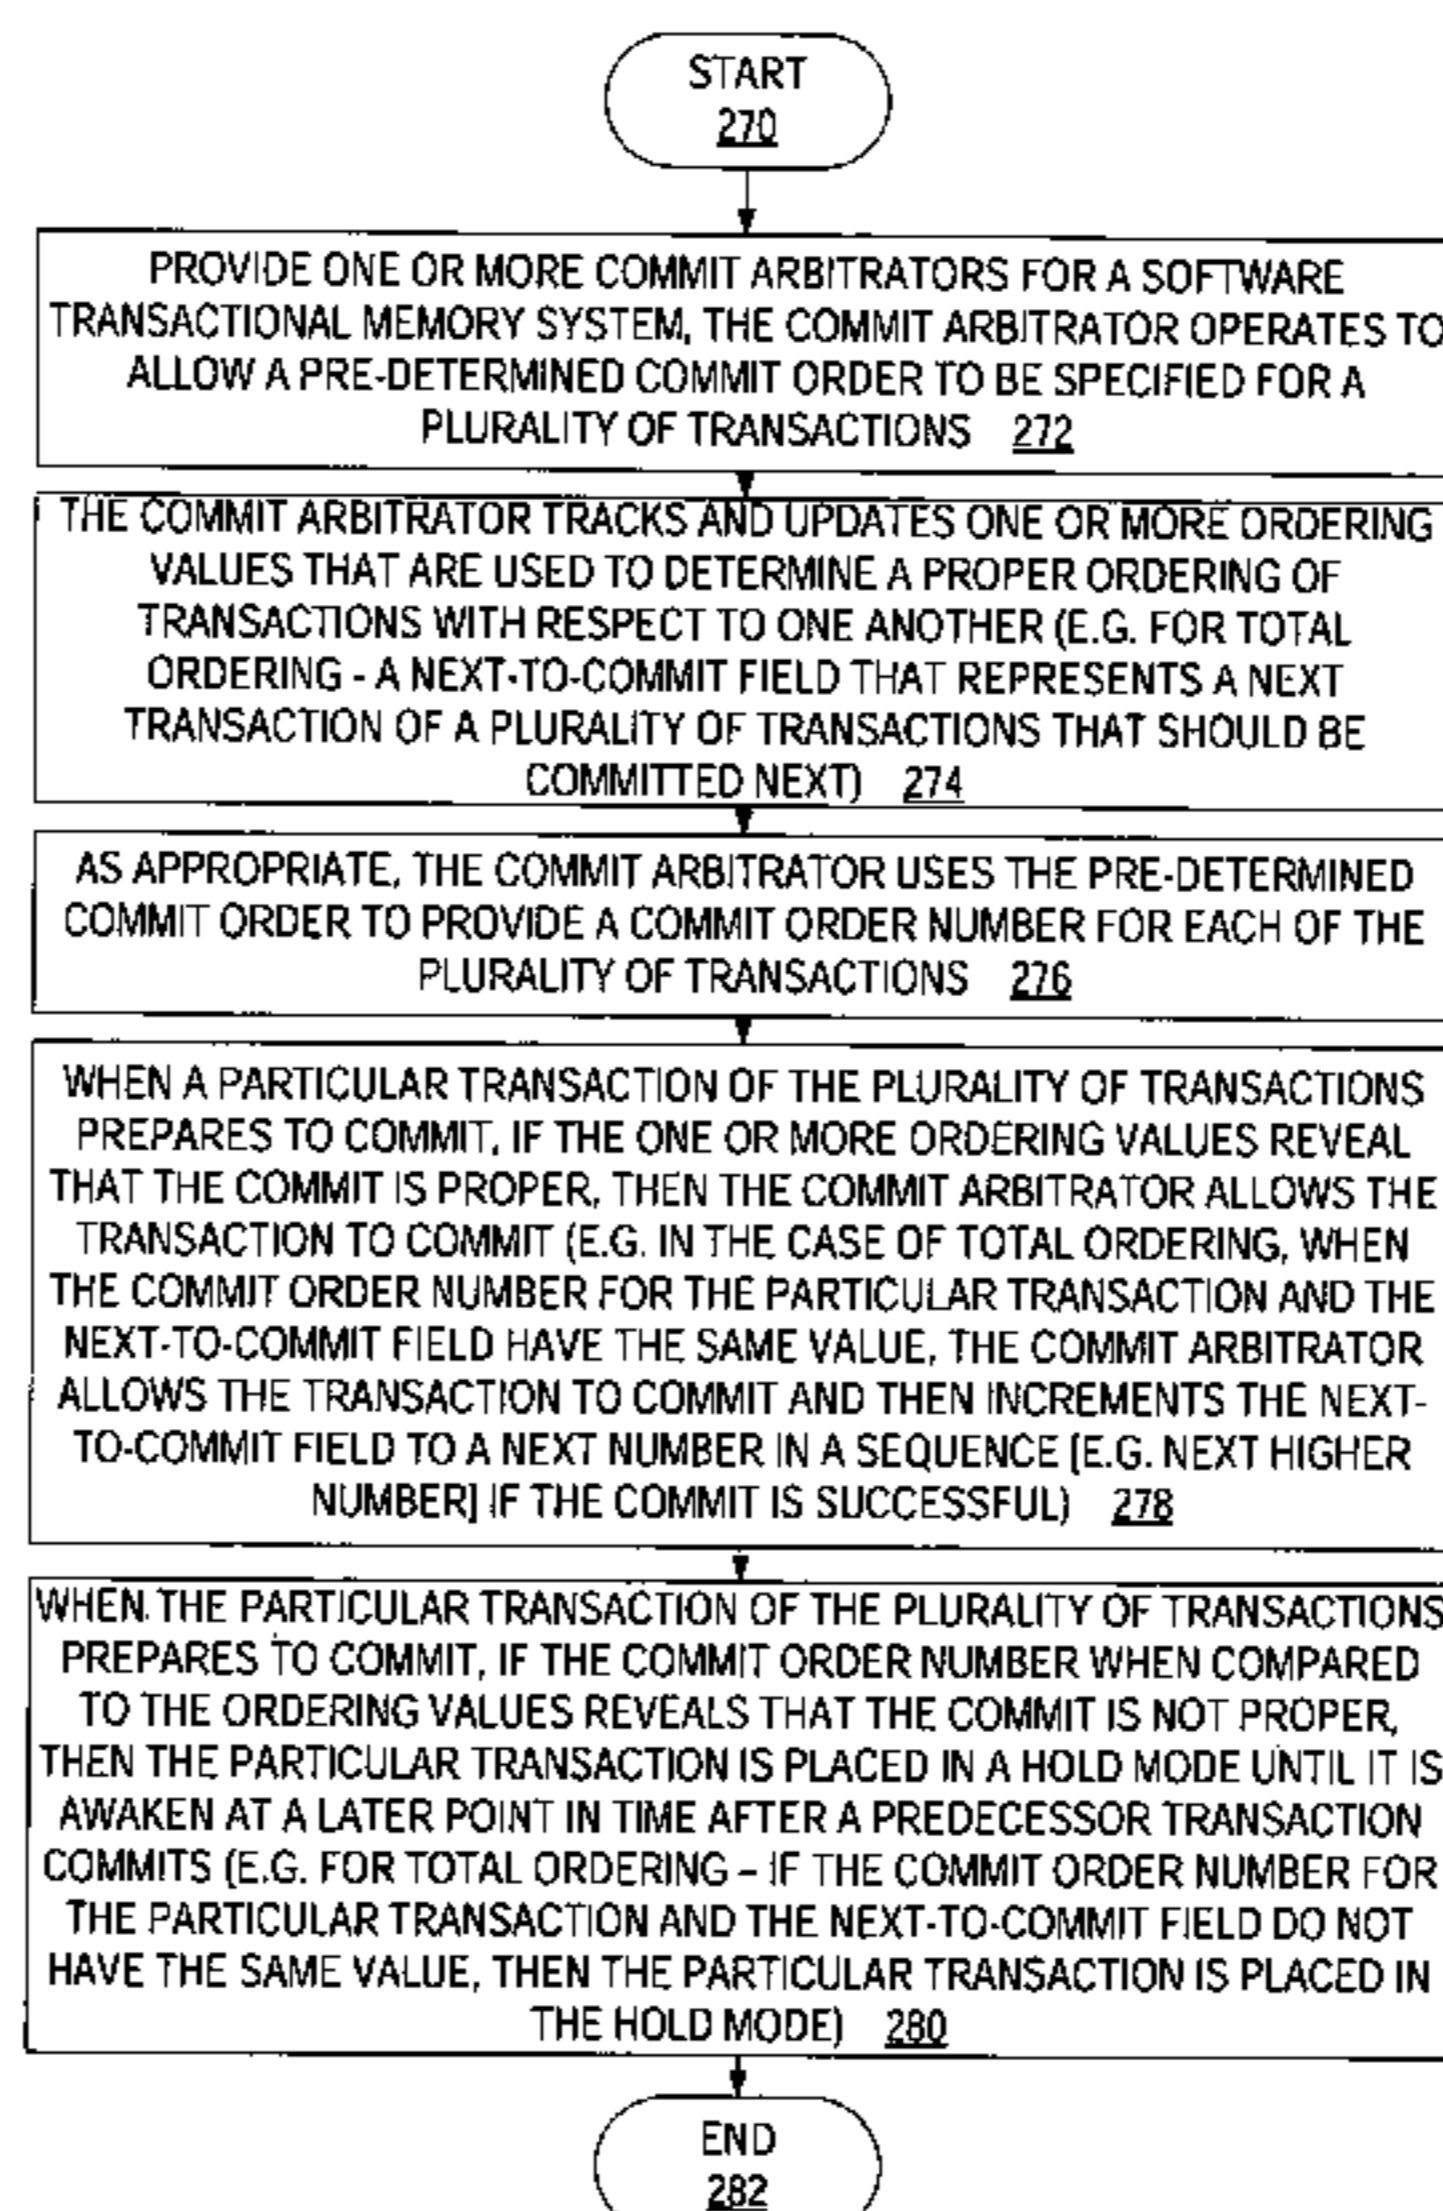 START
270
PROVIDE ONE OR MORE COMMIT ARBITRATORS FOR A SOFTWARE
TRANSACTIONAL MEMORY SYSTEM, THE COMMIT ARBITRATOR OPERATES TO
ALLOW A PRE-DETERMINED COMMIT ORDER TO BE SPECIFIED FOR A
PLURALITY OF TRANSACTIONS 272
THE COMMIT ARBITRATOR TRACKS AND UPDATES ONE OR MORE ORDERING
VALUES THAT ARE USED TO DETERMINE A PROPER ORDERING OF
TRANSACTIONS WITH RESPECT TO ONE ANOTHER (E.G. FOR TOTAL
ORDERING - A NEXT-TO-COMMIT FIELD THAT REPRESENTS A NEXT
TRANSACTION OF A PLURALITY OF TRANSACTIONS THAT SHOULD BE
COMMITTED NEXT) 274
AS APPROPRIATE, THE COMMIT ARBITRATOR USES THE PRE-DETERMINED
COMMIT ORDER TO PROVIDE A COMMIT ORDER NUMBER FOR EACH OF THE
PLURALITY OF TRANSACTIONS 276
WHEN A PARTICULAR TRANSACTION OF THE PLURALITY OF TRANSACTIONS
PREPARES TO COMMIT, IF THE ONE OR MORE ORDERING VALUES REVEAL
THAT THE COMMIT IS PROPER, THEN THE COMMIT ARBITRATOR ALLOWS THE
TRANSACTION TO COMMIT (E.G. IN THE CASE OF TOTAL ORDERING, WHEN
THE COMMIT ORDER NUMBER FOR THE PARTICULAR TRANSACTION AND THE
NEXT-TO-COMMIT FIELD HAVE THE SAME VALUE, THE COMMIT ARBITRATOR
ALLOWS THE TRANSACTION TO COMMIT AND THEN INCREMENTS THE NEXT-
TO-COMMIT FIELD TO A NEXT NUMBER IN A SEQUENCE [E.G. NEXT HIGHER
NUMBER] IF THE COMMIT IS SUCCESSFUL) 278
WHEN THE PARTICULAR TRANSACTION OF THE PLURALITY OF TRANSACTIONS
PREPARES TO COMMIT, IF THE COMMIT ORDER NUMBER WHEN COMPARED
TO THE ORDERING VALUES REVEALS THAT THE COMMIT IS NOT PROPER,
THEN THE PARTICULAR TRANSACTION IS PLACED IN A HOLD MODE UNTIL IT IS
AWAKEN AT A LATER POINT IN TIME AFTER A PREDECESSOR TRANSACTION
COMMITS (E.G. FOR TOTAL ORDERING – IF THE COMMIT ORDER NUMBER FOR
THE PARTICULAR TRANSACTION AND THE NEXT-TO-COMMIT FIELD DO NOT
HAVE THE SAME VALUE, THEN THE PARTICULAR TRANSACTION IS PLACED IN
THE HOLD MODE) 280
END
282